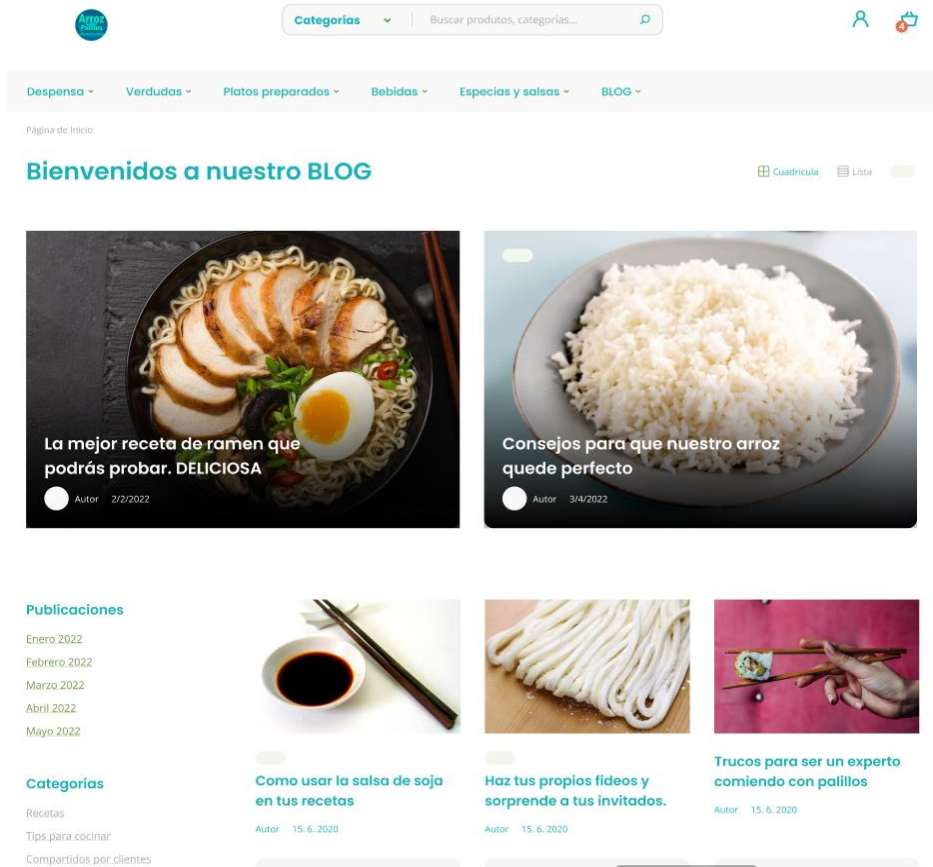 Arroz
Palillos
Categorías
Buscar produtos, categorías...
4
Despensa
Verdudas
Platos preparados
Bebidas
Especias y salsas
BLOG
Página de Inicio
Bienvenidos a nuestro BLOG
Cuadrícula
Lista
La mejor receta de ramen que
podrás probar. DELICIOSA
Autor 2/2/2022
Consejos para que nuestro arroz
quede perfecto
Autor 3/4/2022
Publicaciones
Enero 2022
Febrero 2022
Marzo 2022
Abril 2022
Mayo 2022
Categorías
Recetas
Tips para cocinar
Compartidos por clientes
Como usar la salsa de soja
en tus recetas
Autor 15. 6. 2020
Haz tus propios fideos y
sorprende a tus invitados.
Autor 15. 6. 2020
Trucos para ser un experto
comiendo con palillos
Autor 15. 6. 2020